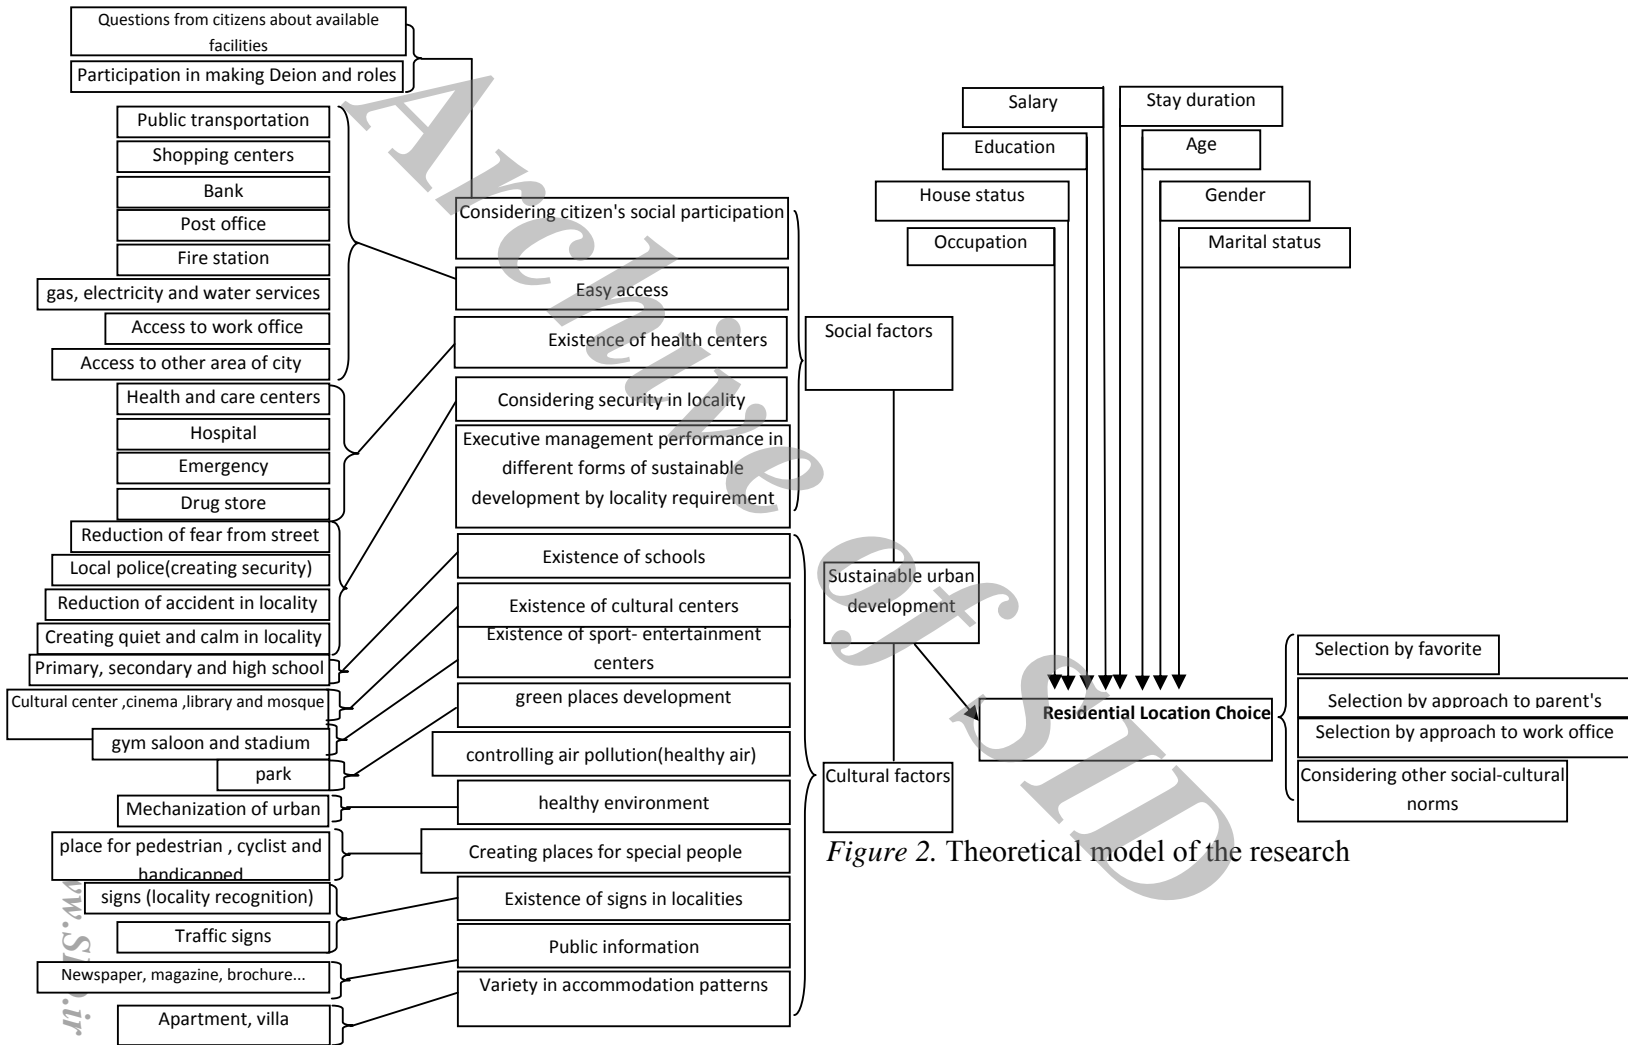 Questions from citizens about available
facilities
Participation in making Deion and roles
Public transportation
Shopping centers
Bank
Post office
Fire station
gas, electricity and water services
Access to work office
Access to other area of city
Health and care centers
Hospital
Emergency
Drug store
Reduction of fear from street
Local police(creating security)
Reduction of accident in locality
Creating quiet and calm in locality
Primary, secondary and high school
Cultural center ,cinema ,library and mosque
gym saloon and stadium
park
Mechanization of urban
place for pedestrian , cyclist and
handicapped
signs (locality recognition)
Traffic signs
Newspaper, magazine, brochure...
Apartment, villa
Considering citizen's social participation
Easy access
Existence of health centers
Considering security in locality
Executive management performance in
different forms of sustainable
development by locality requirement
Existence of schools
Existence of cultural centers
Existence of sport- entertainment
centers
green places development
controlling air pollution(healthy air)
healthy environment
Creating places for special people
Existence of signs in localities
Public information
Variety in accommodation patterns
Social factors
Sustainable urban
development
Cultural factors
Salary
Stay duration
Education
Age
House status
Gender
Occupation
Marital status
Residential Location Choice
Selection by favorite
Selection by approach to parent's
Selection by approach to work office
Considering other social-cultural
norms
Figure 2. Theoretical model of the research
Archive of SID